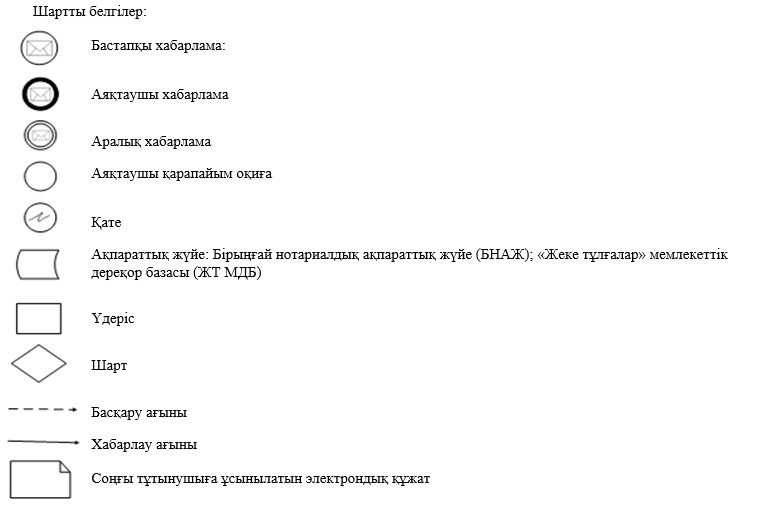 Шартты белгілер:
Бастапқы хабарлама:
Аяқтаушы хабарлама
Аралық хабарлама
Аяқтаушы қарапайым оқиға
Қате
Ақпараттық жүйе: Бірыңғай нотариалдық ақпараттық жүйе (БНАЖ); «Жеке тұлғалар» мемлекеттік
дереқор базасы (ЖТ МДБ)
Үдеріс
Шарт
Басқару ағыны
Хабарлау ағыны
Соңғы тұтынушыға ұсынылатын электрондық құжат